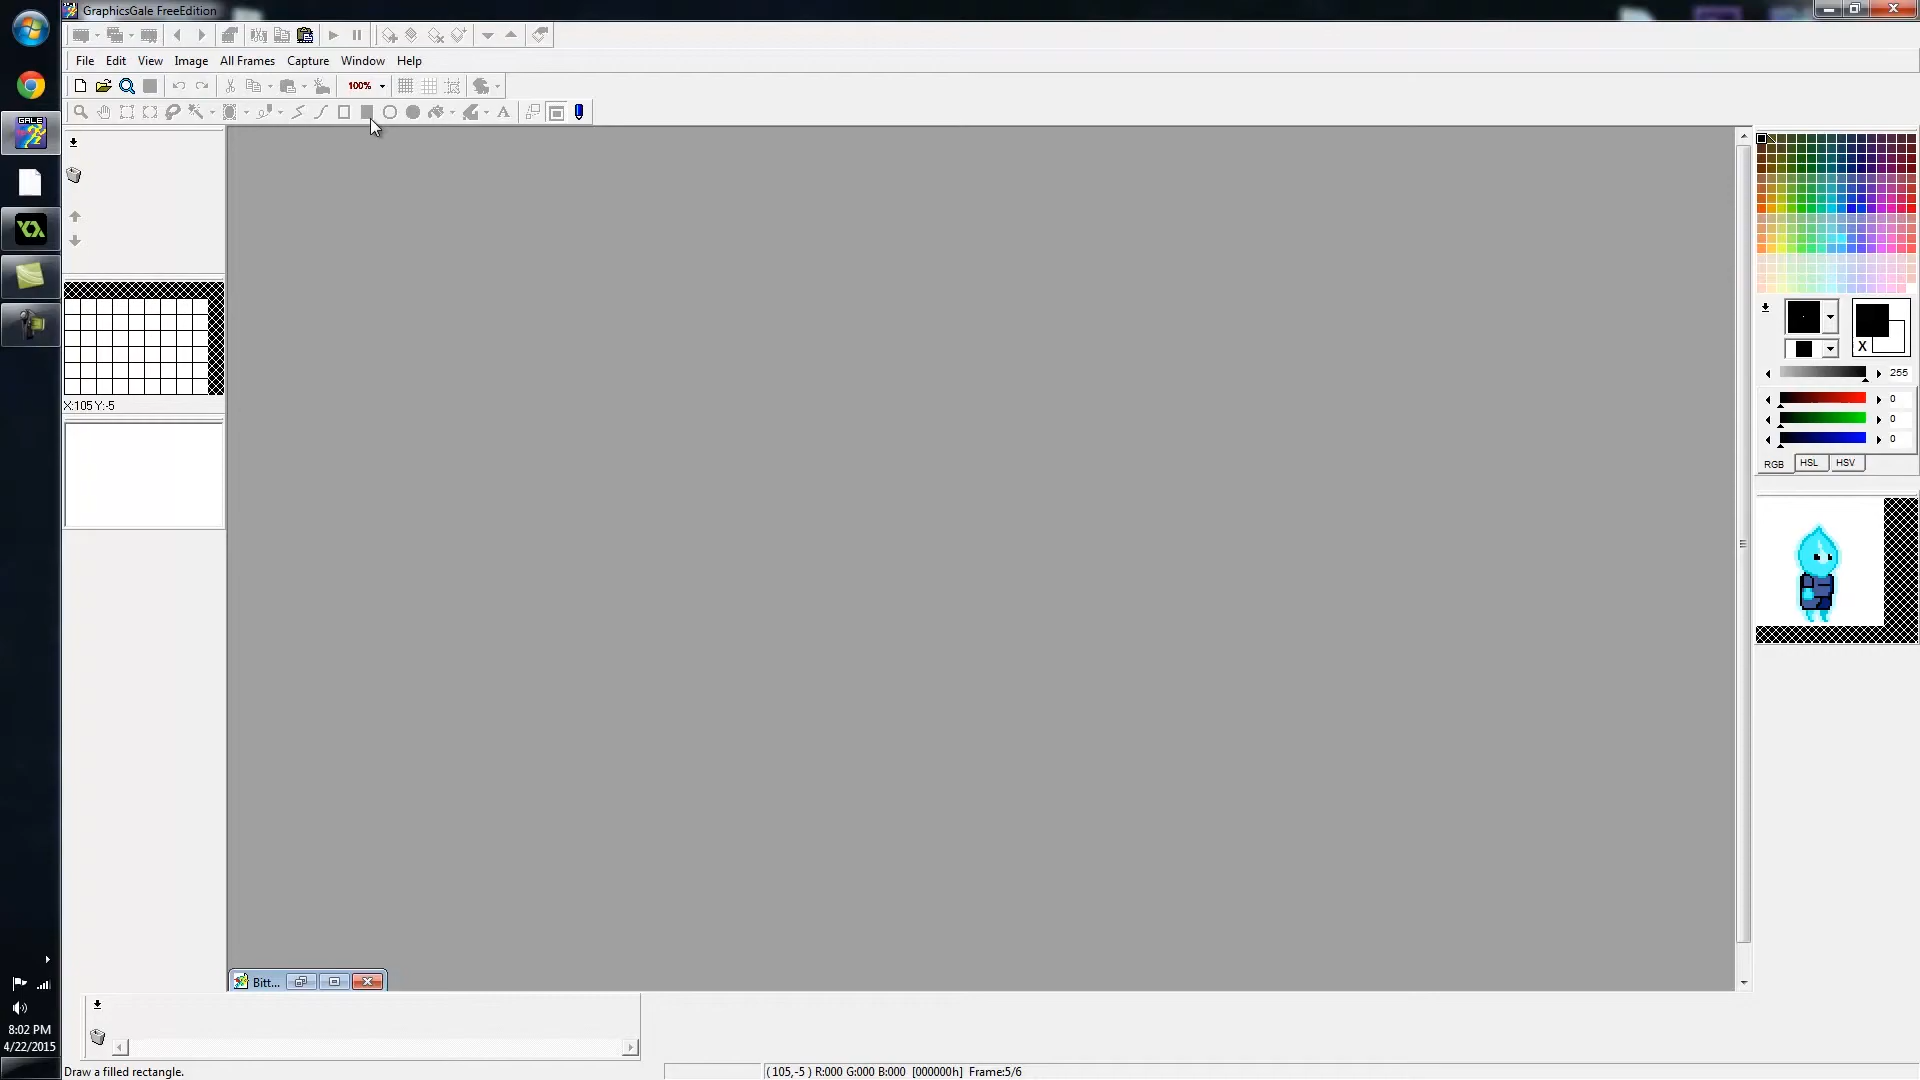 GraphicsGale FreeEdition
File Edit View Image All Frames Capture Window Help
100%
A
GALE
X:105 Y:-5
X
255
0
0
0
RGB HSL HSV
Bitt...
8:02 PM
4/22/2015
Draw a filled rectangle.
(105,-5 ) R:000 G:000 B:000 [000000h] Frame:5/6